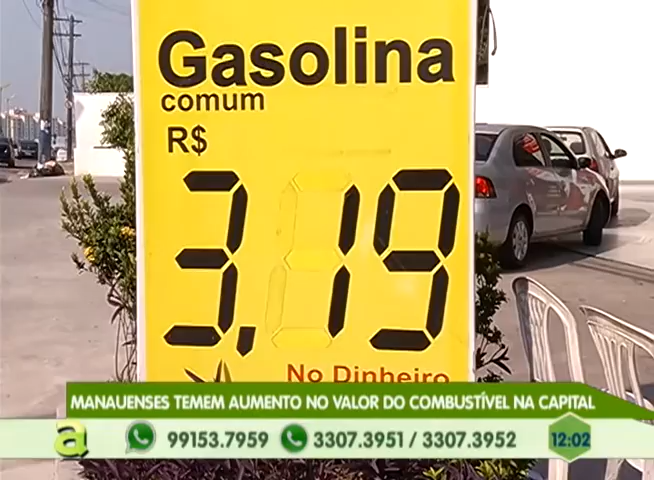 Gasolina
comum
R$
3,19
No Dinheiro
MANAUENSES TEMEM AUMENTO NO VALOR DO COMBUSTÍVEL NA CAPITAL
a 99153.7959 3307.3951 / 3307.3952 12:02